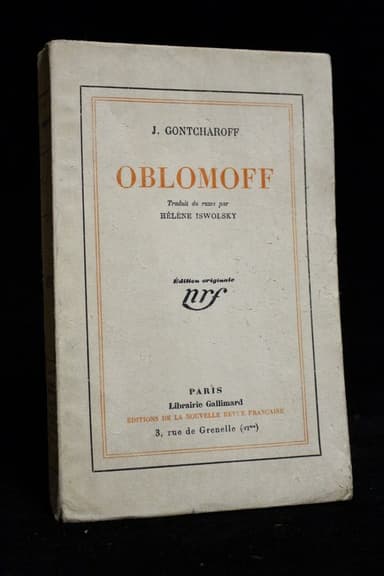 J. GONTCHAROFF
OBLOMOFF
Traduit du russe par
HÉLÈNE ISWOLSKY
Édition originale
nrf
PARIS
Librairie Gallimard
ÉDITIONS DE LA NOUVELLE REVUE FRANÇAISE
3, rue de Grenelle (VIme)